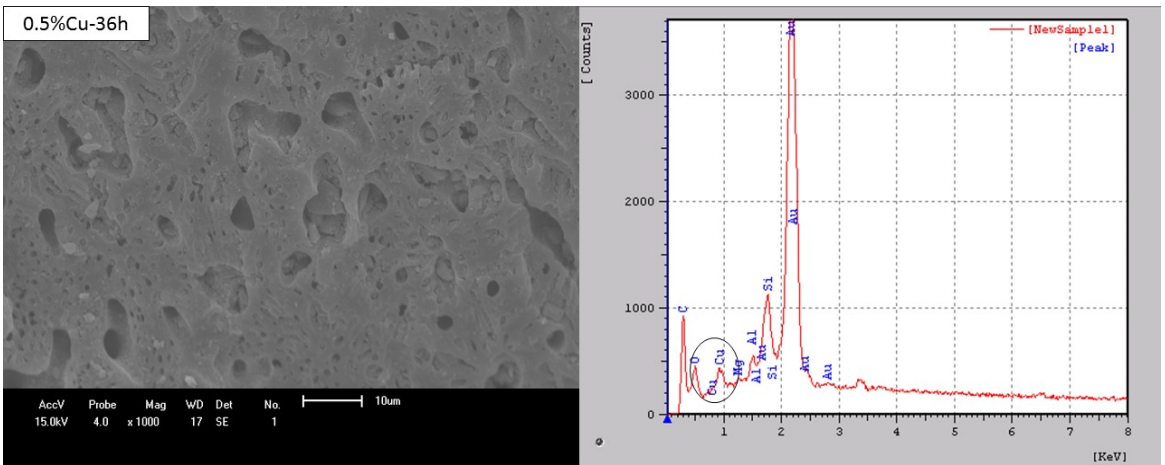 0.5%Cu-36h
AccV Probe Mag WD Det No. 10um
15.0kV 4.0 x 1000 17 SE 1
[ Counts]
[NewSample1]
[Peak]
3000
2000
1000
0
Au
Au
Si
C
O
Cu
Cu
Mg
Al
Al
Au
Si
Au
Au
1 2 3 4 5 6 7 8
[KeV]